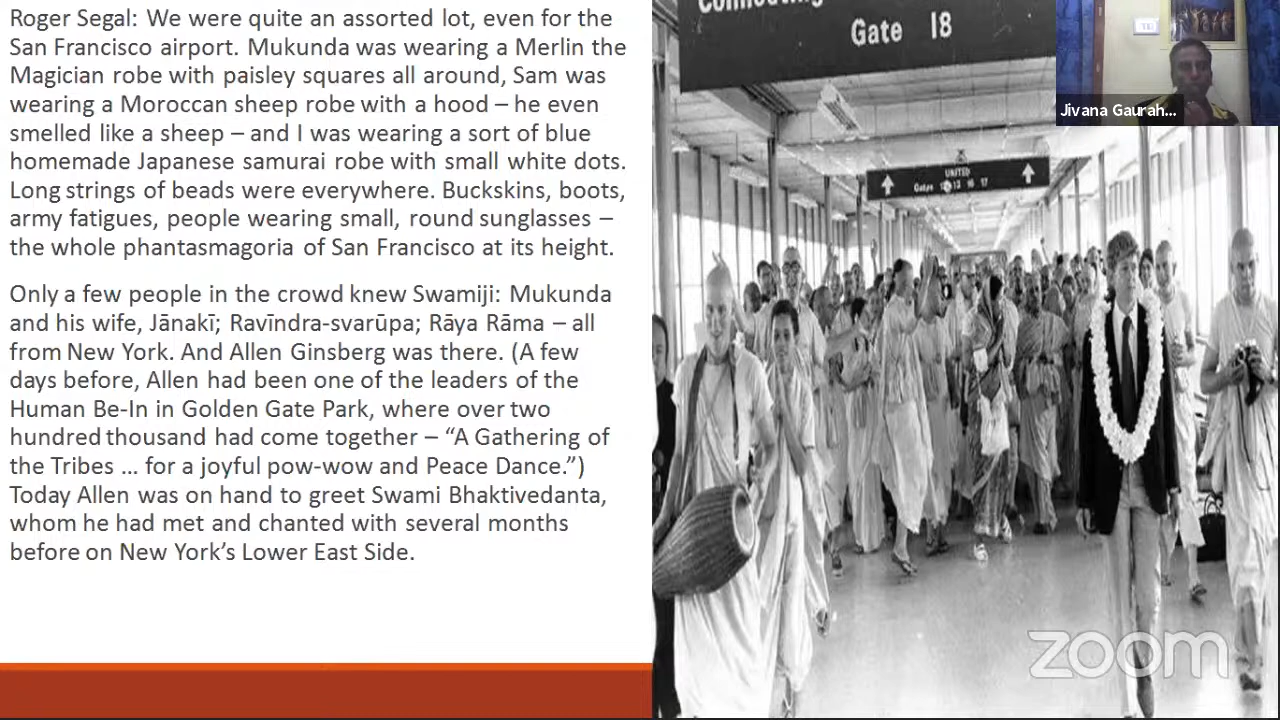 Roger Segal: We were quite an assorted lot, even for the
San Francisco airport. Mukunda was wearing a Merlin the
Magician robe with paisley squares all around, Sam was
wearing a Moroccan sheep robe with a hood – he even
smelled like a sheep – and I was wearing a sort of blue
homemade Japanese samurai robe with small white dots.
Long strings of beads were everywhere. Buckskins, boots,
army fatigues, people wearing small, round sunglasses –
the whole phantasmagoria of San Francisco at its height.
Only a few people in the crowd knew Swamiji: Mukunda
and his wife, Jānakī; Ravīndra-svarūpa; Rāya Rāma – all
from New York. And Allen Ginsberg was there. (A few
days before, Allen had been one of the leaders of the
Human Be-In in Golden Gate Park, where over two
hundred thousand had come together – “A Gathering of
the Tribes … for a joyful pow-wow and Peace Dance.”)
Today Allen was on hand to greet Swami Bhaktivedanta,
whom he had met and chanted with several months
before on New York’s Lower East Side.
Gate 18
UNITED
Gates
Jivana Gaurah...
zoom